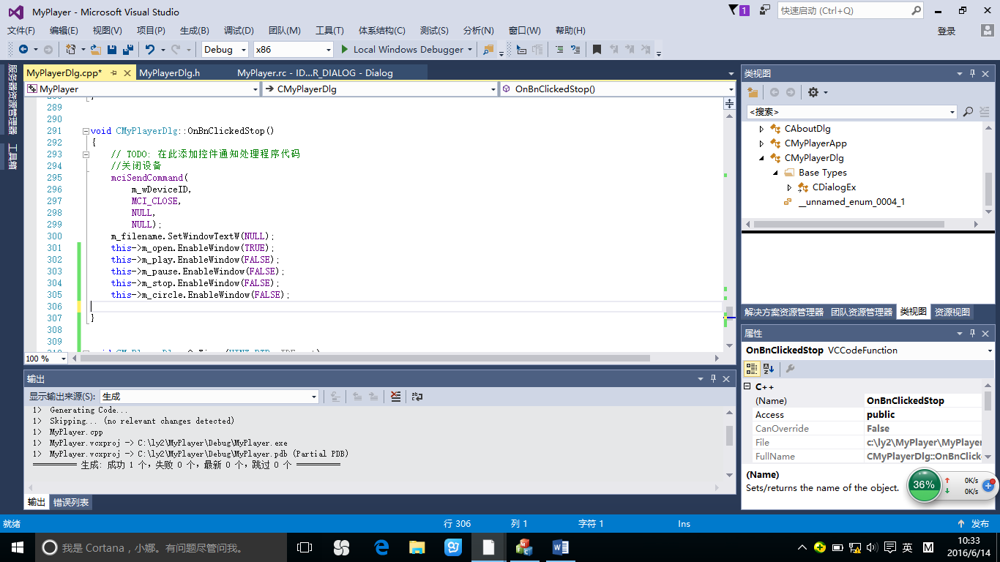 MyPlayer - Microsoft Visual Studio
1
快速启动 (Ctrl+Q)
文件(F) 编辑(E) 视图(V) 项目(P) 生成(B) 调试(D) 团队(M) 工具(T) 体系结构(C) 测试(S) 分析(N) 窗口(W) 帮助(H) 登录
Debug x86 Local Windows Debugger
服务器资源管理器
工具箱
MyPlayerDlg.cpp* MyPlayerDlg.h MyPlayer.rc - ID...R_DIALOG - Dialog
MyPlayer CMyPlayerDlg OnBnClickedStop()
289
290
291 void CMyPlayerDlg::OnBnClickedStop()
292 {
293 // TODO: 在此添加控件通知处理程序代码
294 //关闭设备
295 mciSendCommand(
296 m_wDeviceID,
297 MCI_CLOSE,
298 NULL,
299 NULL);
300 m_filename.SetWindowTextW(NULL);
301 this->m_open.EnableWindow(TRUE);
302 this->m_play.EnableWindow(FALSE);
303 this->m_pause.EnableWindow(FALSE);
304 this->m_stop.EnableWindow(FALSE);
305 this->m_circle.EnableWindow(FALSE);
306
307 }
308
309
100 %
输出
显示输出来源(S): 生成
1> Generating Code...
1> Skipping... (no relevant changes detected)
1> MyPlayer.cpp
1> MyPlayer.vcxproj -> C:\ly2\MyPlayer\Debug\MyPlayer.exe
1> MyPlayer.vcxproj -> C:\ly2\MyPlayer\Debug\MyPlayer.pdb (Partial PDB)
========== 生成: 成功 1 个，失败 0 个，最新 0 个，跳过 0 个 ==========
输出 错误列表
类视图
<搜索>
CAboutDlg
CMyPlayerApp
CMyPlayerDlg
Base Types
CDialogEx
__unnamed_enum_0004_1
解决方案资源管理器 团队资源管理器 类视图 资源视图
属性
OnBnClickedStop VCCodeFunction
C++
(Name) OnBnClickedStop
Access public
CanOverride False
File c:\ly2\MyPlayer\MyPlayer
FullName CMyPlayerDlg::OnBnClick
(Name)
Sets/returns the name of the object.
36% 0K/s
0K/s
就绪 行 306 列 1 字符 1 Ins 发布
我是 Cortana，小娜。有问题尽管问我。
英 M
10:33
2016/6/14